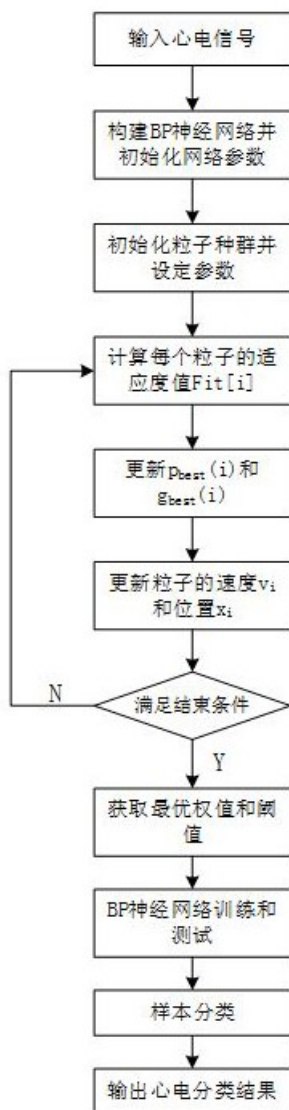 输入心电信号
构建BP神经网络并
初始化网络参数
初始化粒子种群并
设定参数
计算每个粒子的适
应度值Fit[i]
更新pbest(i)和
gbest(i)
更新粒子的速度vi
和位置xi
N
满足结束条件
Y
获取最优权值和阈
值
BP神经网络训练和
测试
样本分类
输出心电分类结果